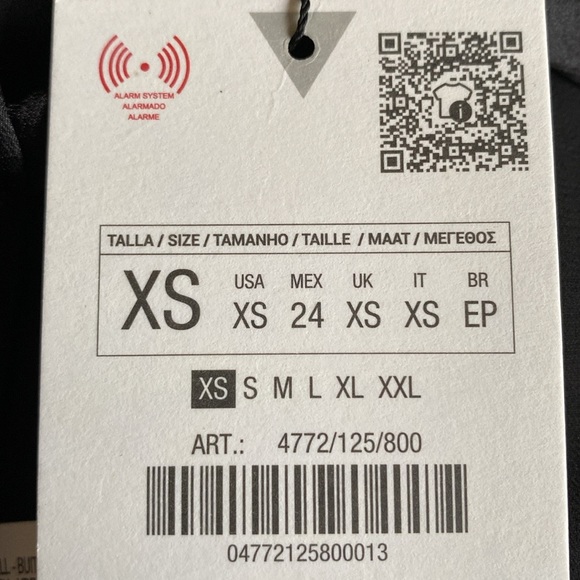 ALARM SYSTEM
ALARMADO
ALARME
TALLA / SIZE / TAMANHO / TAILLE / MAAT / ΜΕΓΕΘΟΣ
XS
USA MEX UK IT BR
XS 24 XS XS EP
XS S M L XL XXL
ART.: 4772/125/800
04772125800013